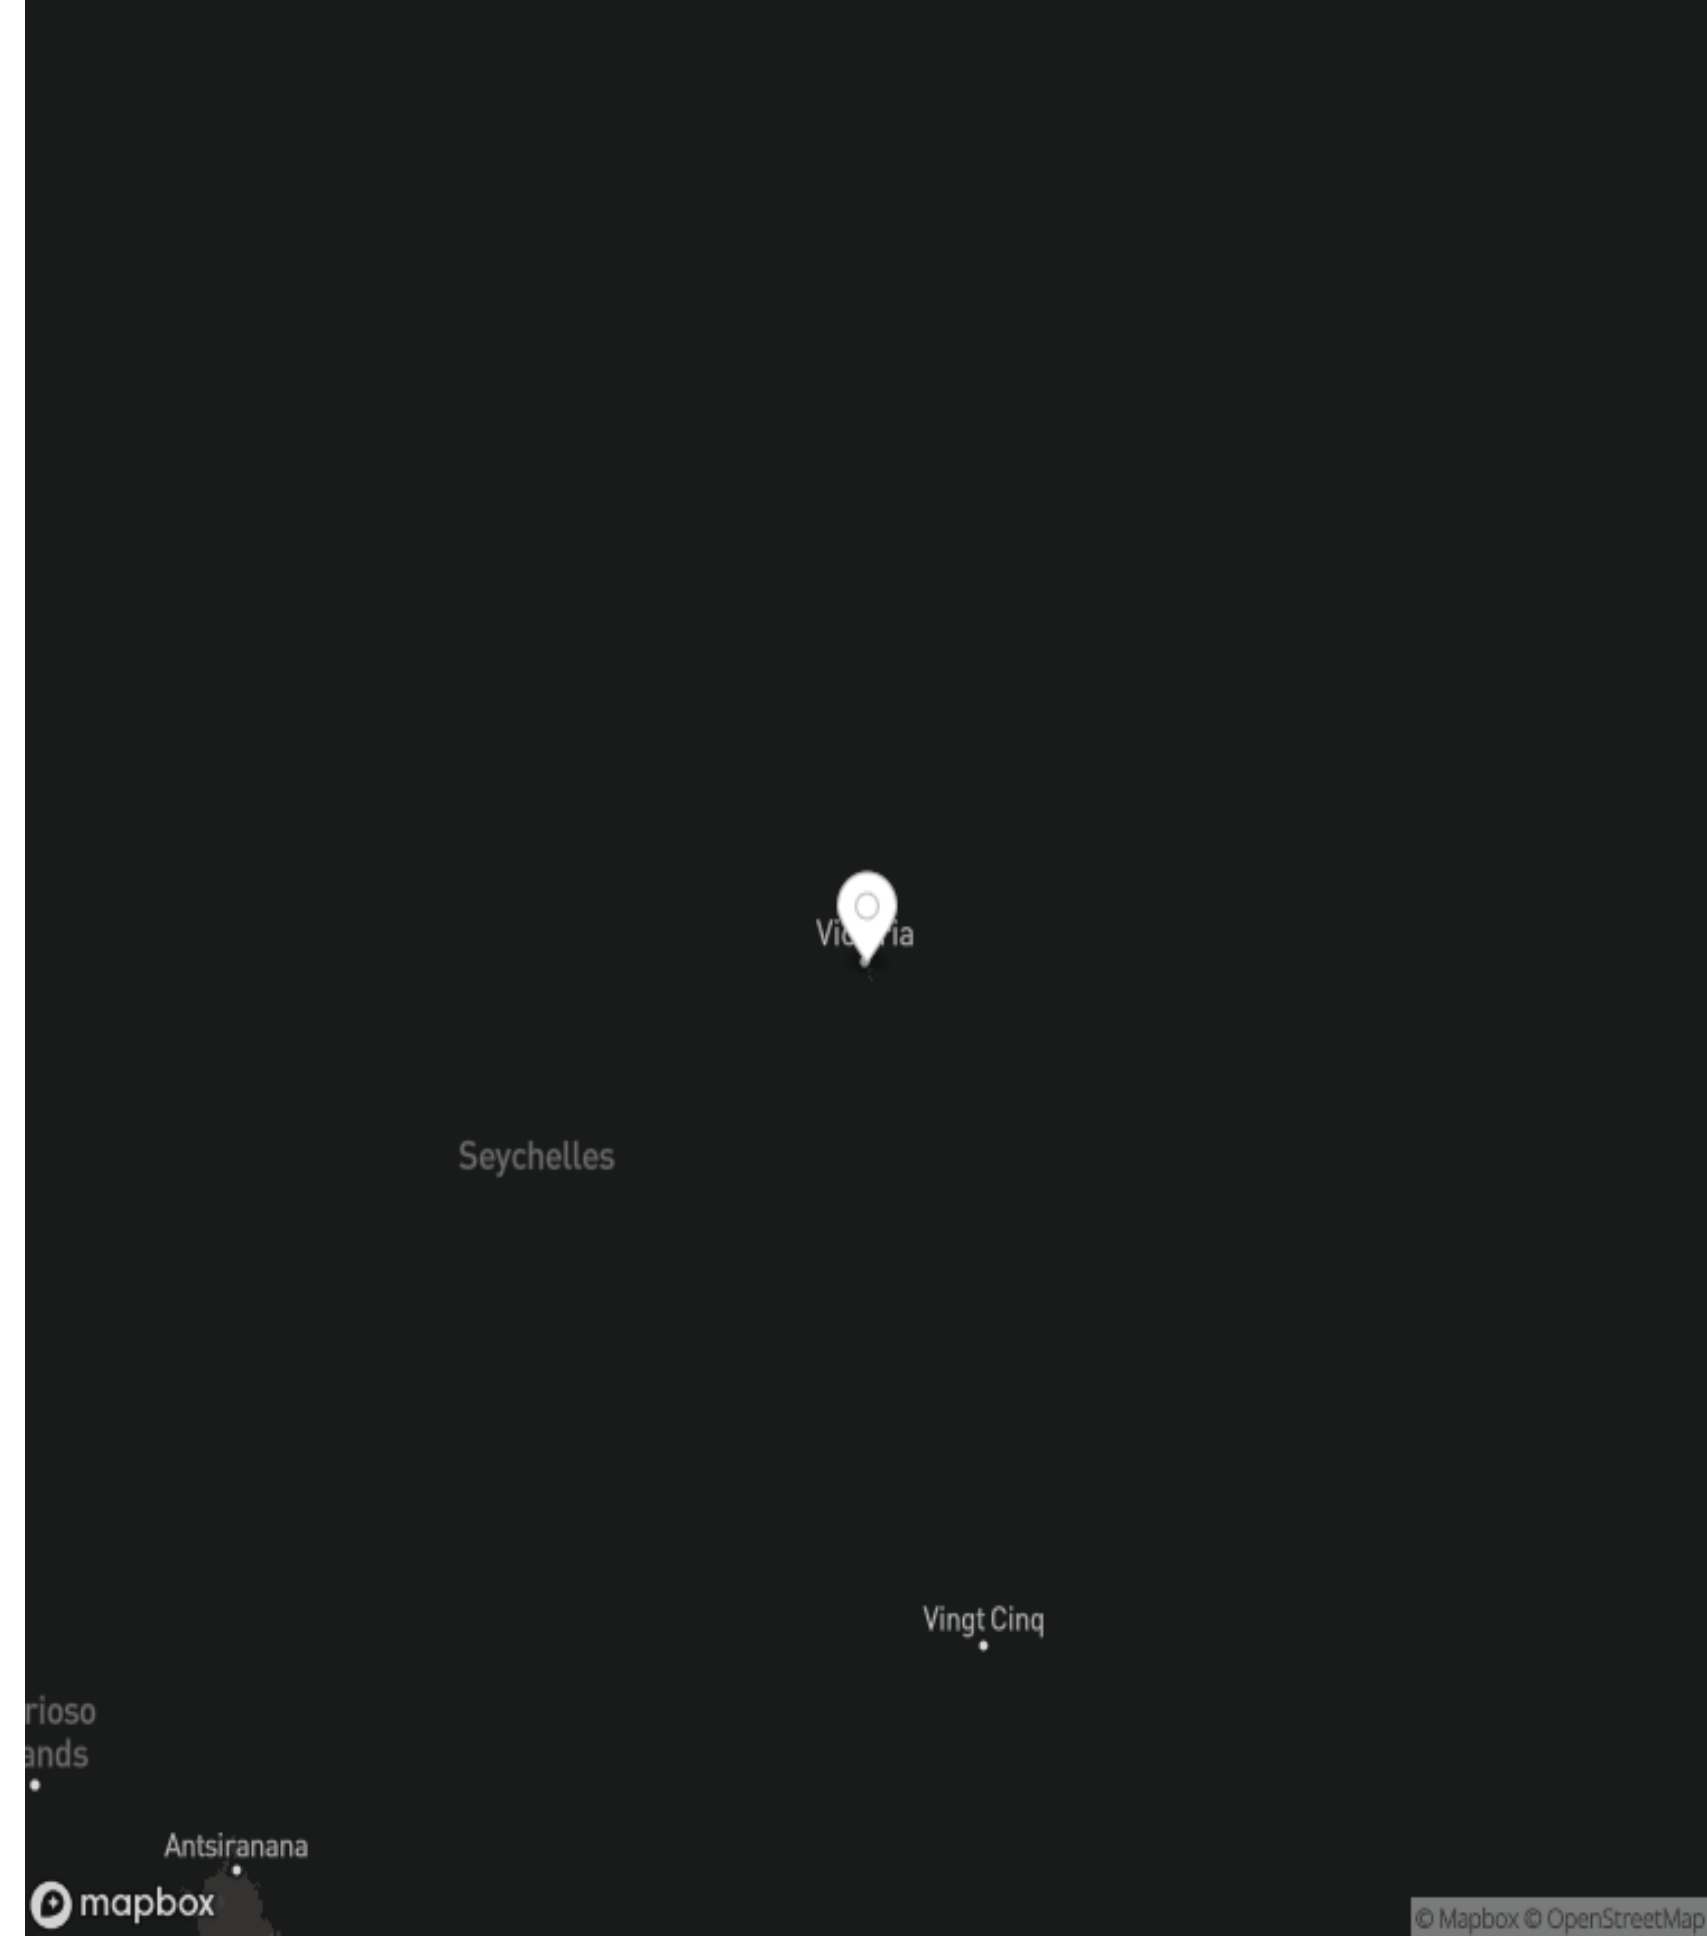 Seychelles
Vingt Cinq
rioso
ands
Antsiranana
mapbox
© Mapbox © OpenStreetMap